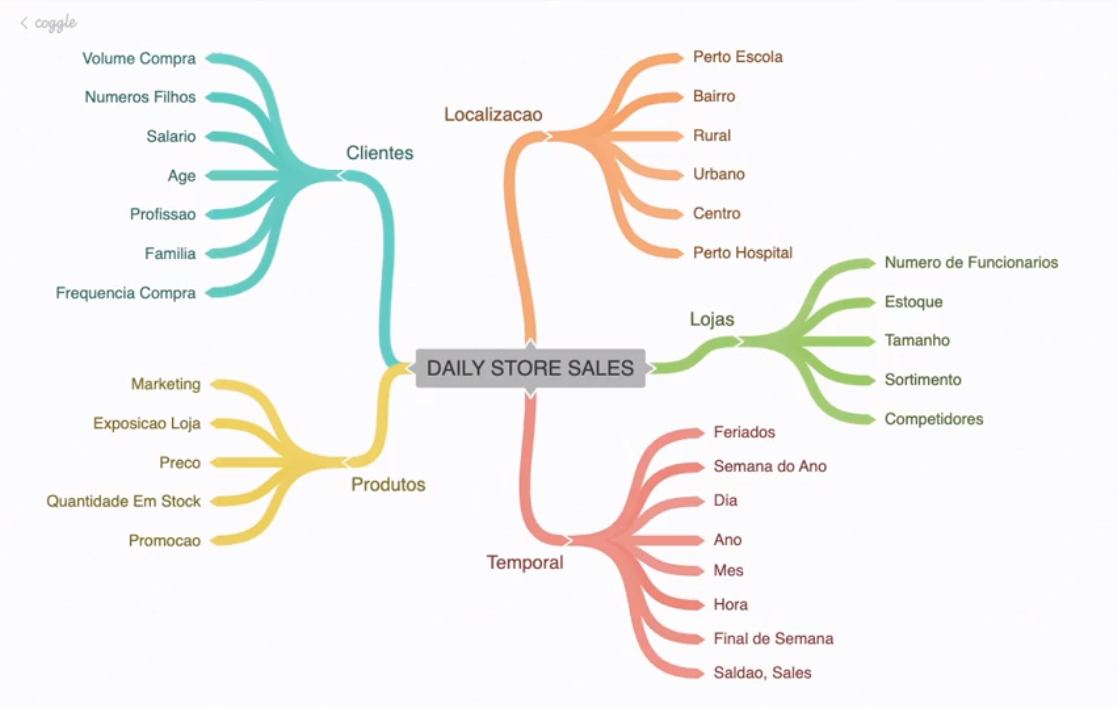 coggle
Volume Compra
Numeros Filhos
Salario
Age
Profissao
Familia
Frequencia Compra
Clientes
Localizacao
Perto Escola
Bairro
Rural
Urbano
Centro
Perto Hospital
DAILY STORE SALES
Lojas
Numero de Funcionarios
Estoque
Tamanho
Sortimento
Competidores
Marketing
Exposicao Loja
Preco
Quantidade Em Stock
Promocao
Produtos
Temporal
Feriados
Semana do Ano
Dia
Ano
Mes
Hora
Final de Semana
Saldao, Sales